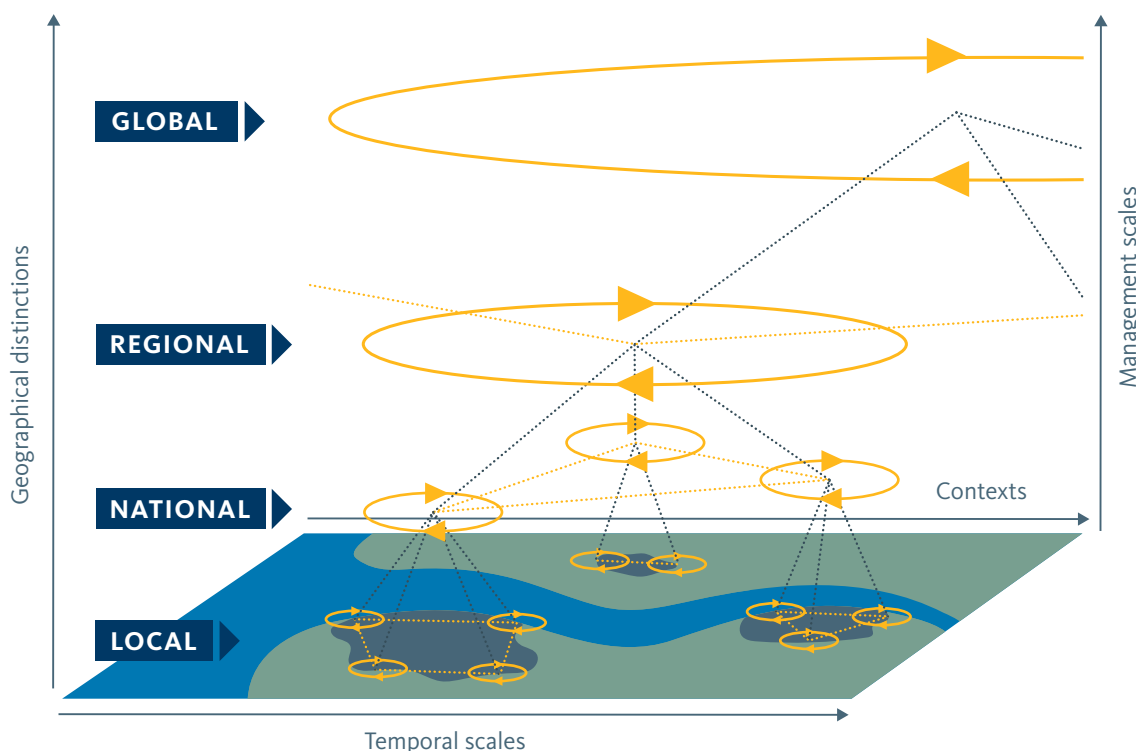 GLOBAL
REGIONAL
NATIONAL
LOCAL
Geographical distinctions
Management scales
Contexts
Temporal scales